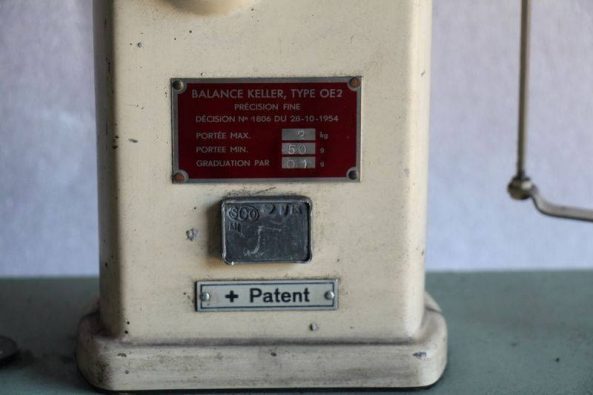 BALANCE KELLER, TYPE OE2
PRÉCISION FINE
DÉCISION Nº 1806 DU 28-10-1954
PORTÉE MAX. 2 kg
PORTÉE MIN. 50 g
GRADUATION PAR 0 1 g
+ Patent